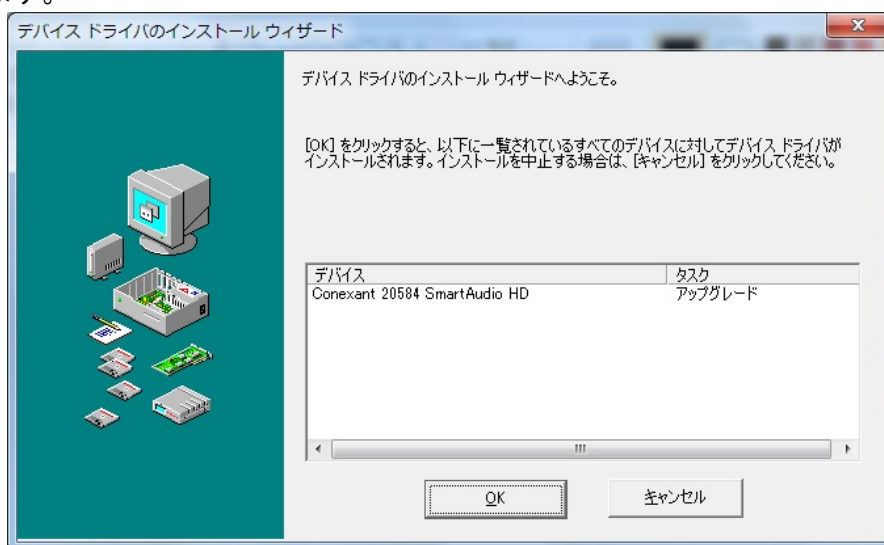 す。
デバイス ドライバのインストール ウィザード
デバイス ドライバのインストール ウィザードへようこそ。
[OK] をクリックすると、以下に一覧されているすべてのデバイスに対してデバイス ドライバが
インストールされます。インストールを中止する場合は、[キャンセル] をクリックしてください。
デバイス タスク
Conexant 20584 SmartAudio HD アップグレード
OK キャンセル